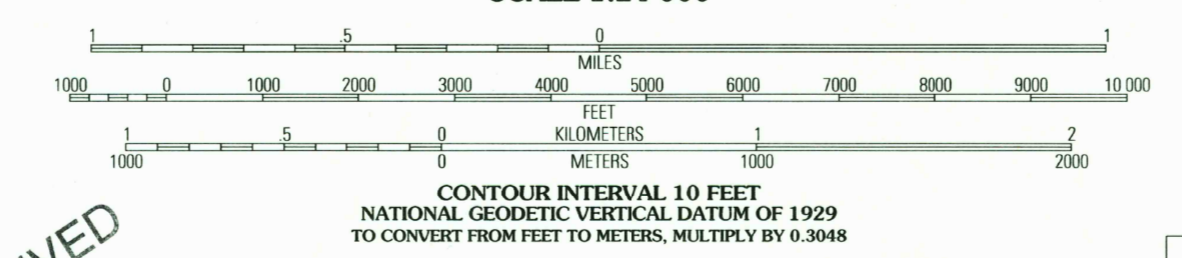 1 .5 0 1
MILES
1000 0 1000 2000 3000 4000 5000 6000 7000 8000 9000 10 000
FEET
1 .5 0 KILOMETERS 1 2
1000 0 METERS 1000 2000
CONTOUR INTERVAL 10 FEET
NATIONAL GEODETIC VERTICAL DATUM OF 1929
TO CONVERT FROM FEET TO METERS, MULTIPLY BY 0.3048